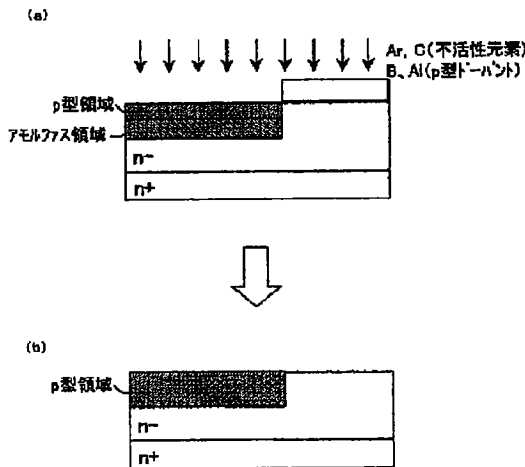 (a)
Ar, C(不活性元素)
B、Al(p型ドーパント)
p型領域
アモルファス領域
n-
n+
(b)
p型領域
n-
n+